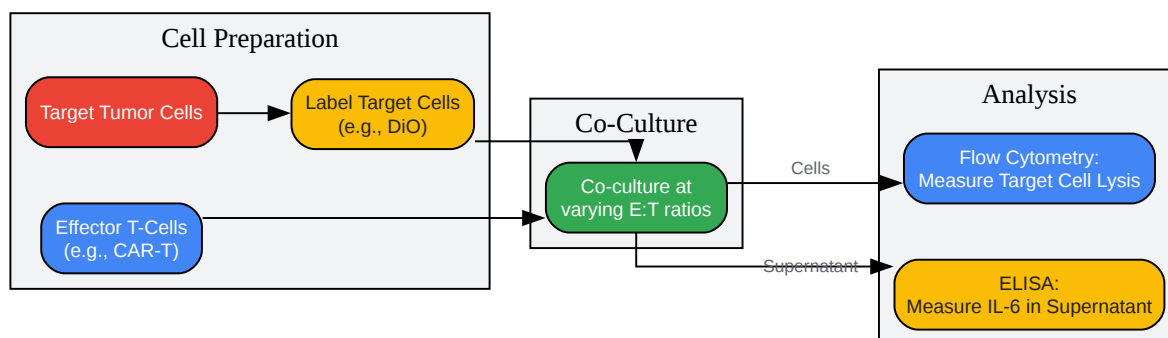 Cell Preparation
Target Tumor Cells
Label Target Cells
(e.g., DiO)
Effector T-Cells
(e.g., CAR-T)
Co-Culture
Co-culture at
varying E:T ratios
Cells
Supernatant
Analysis
Flow Cytometry:
Measure Target Cell Lysis
ELISA:
Measure IL-6 in Supernatant